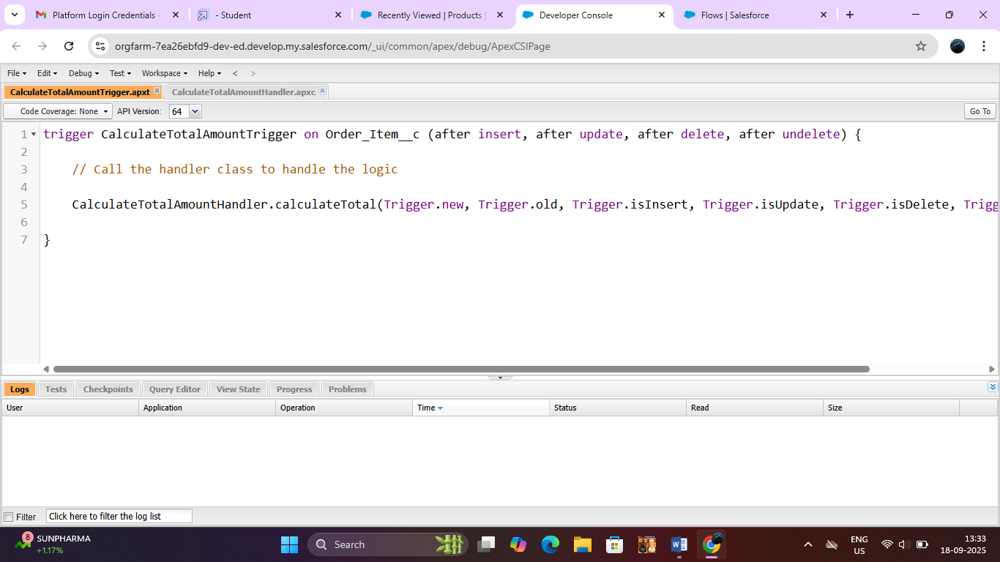 Platform Login Credentials -
- Student
Recently Viewed | Products |
Developer Console
Flows | Salesforce
orgfarm-7ea26ebfd9-dev-ed.develop.my.salesforce.com/_ui/common/apex/debug/ApexCSIPage
File Edit Debug Test Workspace Help < >
CalculateTotalAmountTrigger.apxt CalculateTotalAmountHandler.apxc
Code Coverage: None API Version: 64 Go To
1 trigger CalculateTotalAmountTrigger on Order_Item__c (after insert, after update, after delete, after undelete) {
2
3 // Call the handler class to handle the logic
4
5 CalculateTotalAmountHandler.calculateTotal(Trigger.new, Trigger.old, Trigger.isInsert, Trigger.isUpdate, Trigger.isDelete, Trigg
6
7 }
Logs Tests Checkpoints Query Editor View State Progress Problems
User Application Operation Time Status Read Size
Filter Click here to filter the log list
8 SUNPHARMA
+1.17%
Search
ENG
US
13:33
18-09-2025